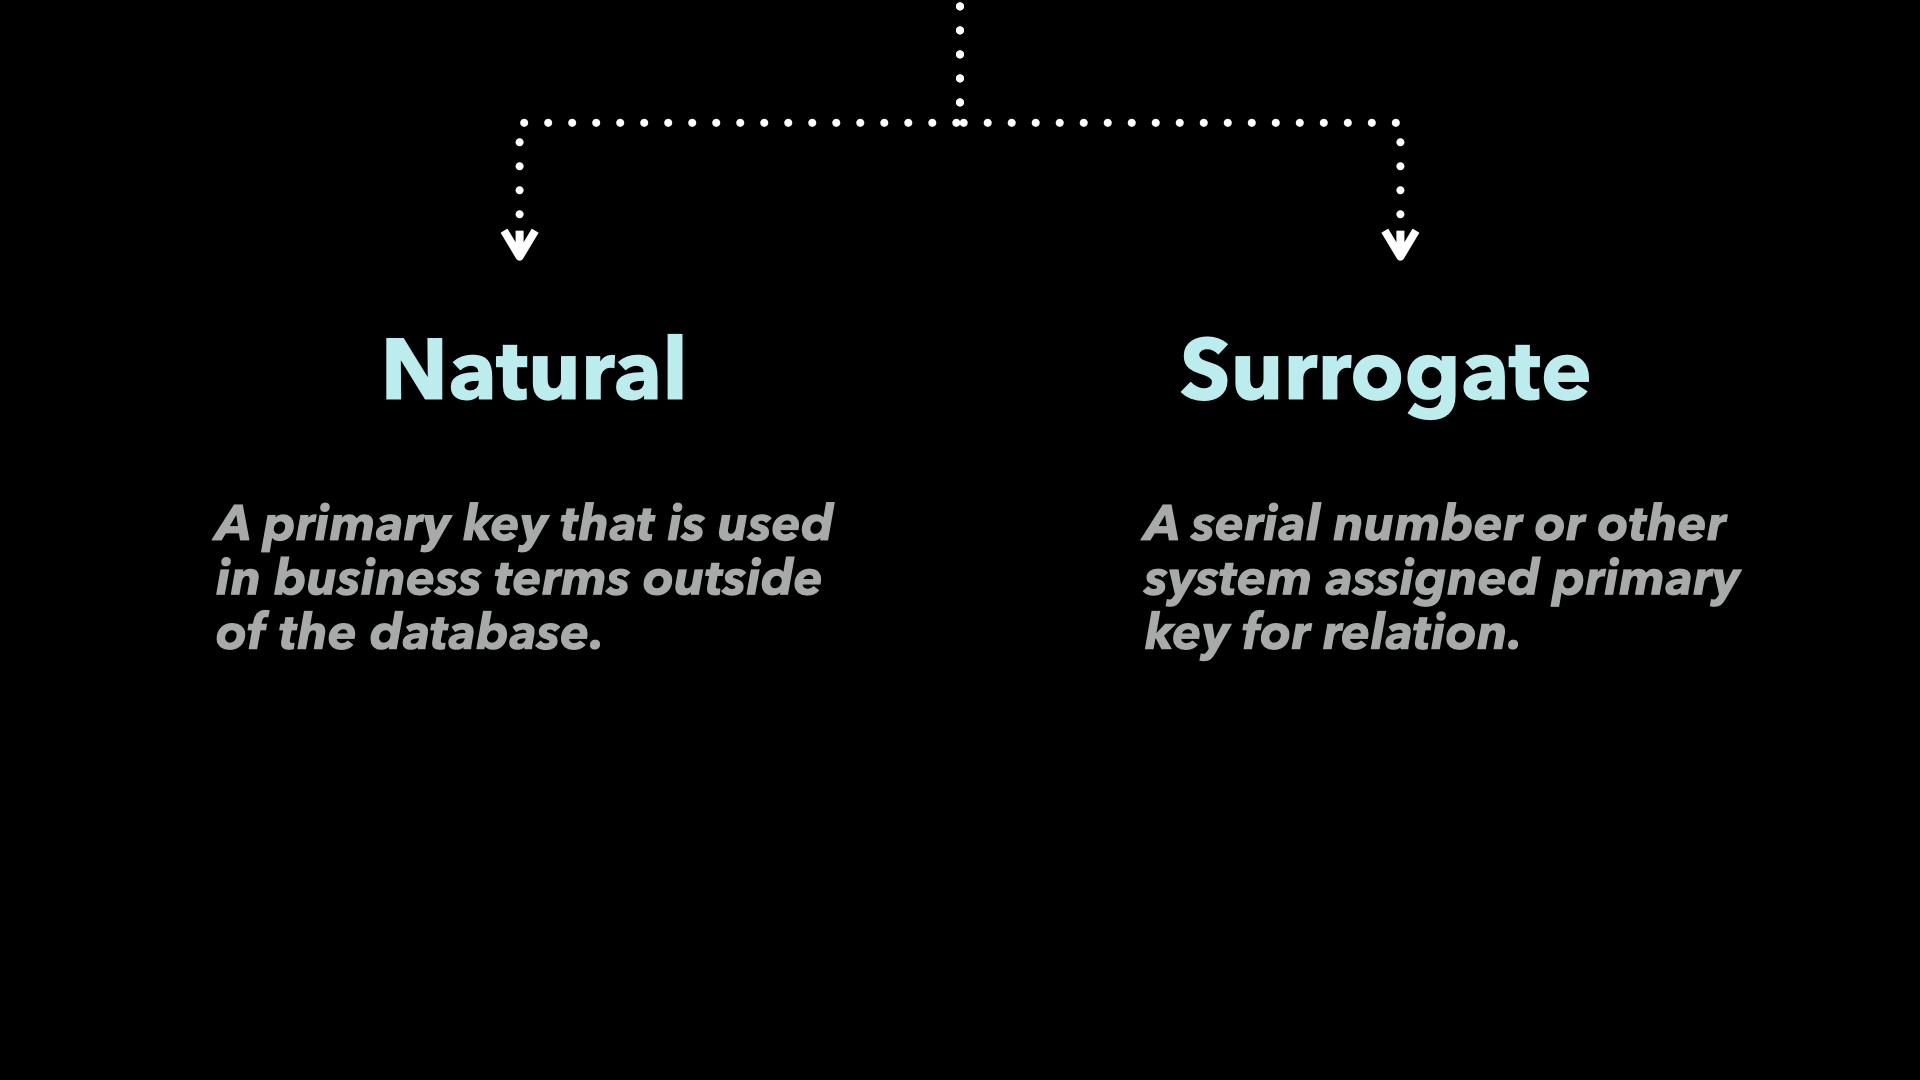 Natural
A primary key that is used
in business terms outside
of the database.
Surrogate
A serial number or other
system assigned primary
key for relation.